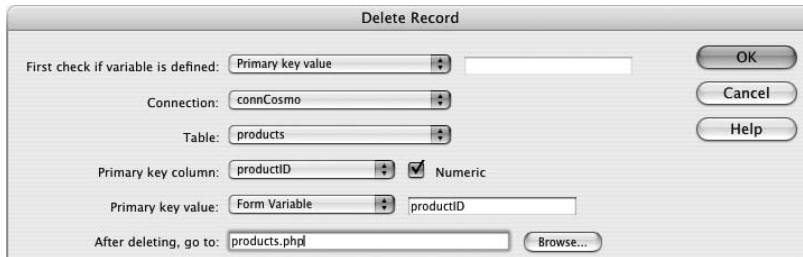 Delete Record
First check if variable is defined: Primary key value
OK
Connection: connCosmo
Cancel
Table: products
Help
Primary key column: productID Numeric
Primary key value: Form Variable productID
After deleting, go to: products.php Browse...